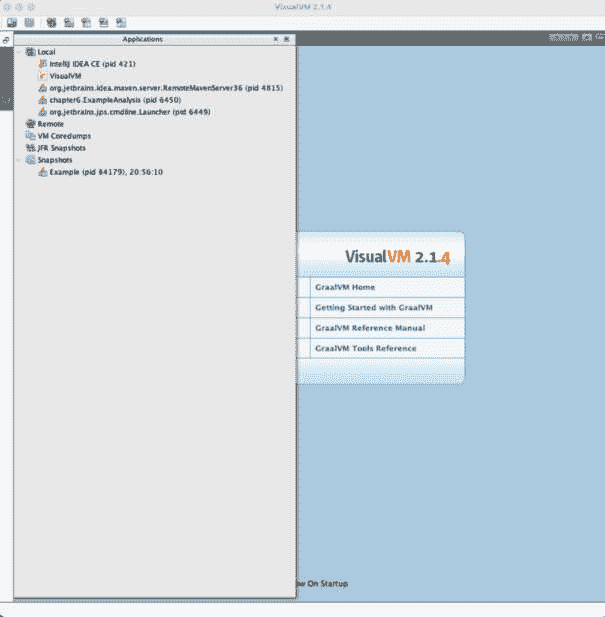 VisualVM 2.1.4
Applications
Local
IntelliJ IDEA CE (pid 421)
VisualVM
org.jetbrains.idea.maven.server.RemoteMavenServer36 (pid 4815)
chapter6.ExampleAnalysis (pid 6450)
org.jetbrains.jps.cmdline.Launcher (pid 6449)
Remote
VM Coredumps
JFR Snapshots
Snapshots
Example (pid 84179), 20:56:10
VisualVM 2.1.4
GraalVM Home
Getting Started with GraalVM
GraalVM Reference Manual
GraalVM Tools Reference
On Startup